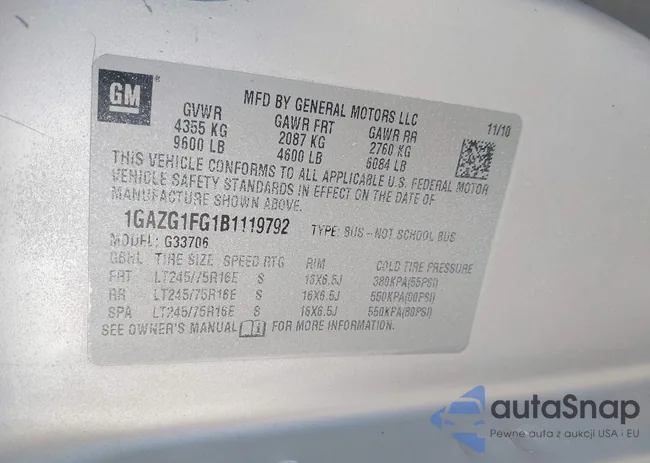 GM
MFD BY GENERAL MOTORS LLC
GVWR GAWR FRT GAWR RR 11/10
4355 KG 2087 KG 2760 KG
9600 LB 4600 LB 6084 LB
THIS VEHICLE CONFORMS TO ALL APPLICABLE U.S. FEDERAL MOTOR
VEHICLE SAFETY STANDARDS IN EFFECT ON THE DATE OF
MANUFACTURE SHOWN ABOVE.
1GAZG1FG1B1119792 TYPE: BUS - NOT SCHOOL BUS
MODEL: G33706
TIRE SIZE SPEED RTG RIM COLD TIRE PRESSURE
FRT LT245/75R16E S 16X6.5J 380KPA(55PSI)
RR LT245/75R16E S 16X6.5J 550KPA(80PSI)
SPA LT245/75R16E S 16X6.5J 550KPA(80PSI)
SEE OWNER'S MANUAL FOR MORE INFORMATION.
autoSnap
Pewne auta z aukcji USA i EU